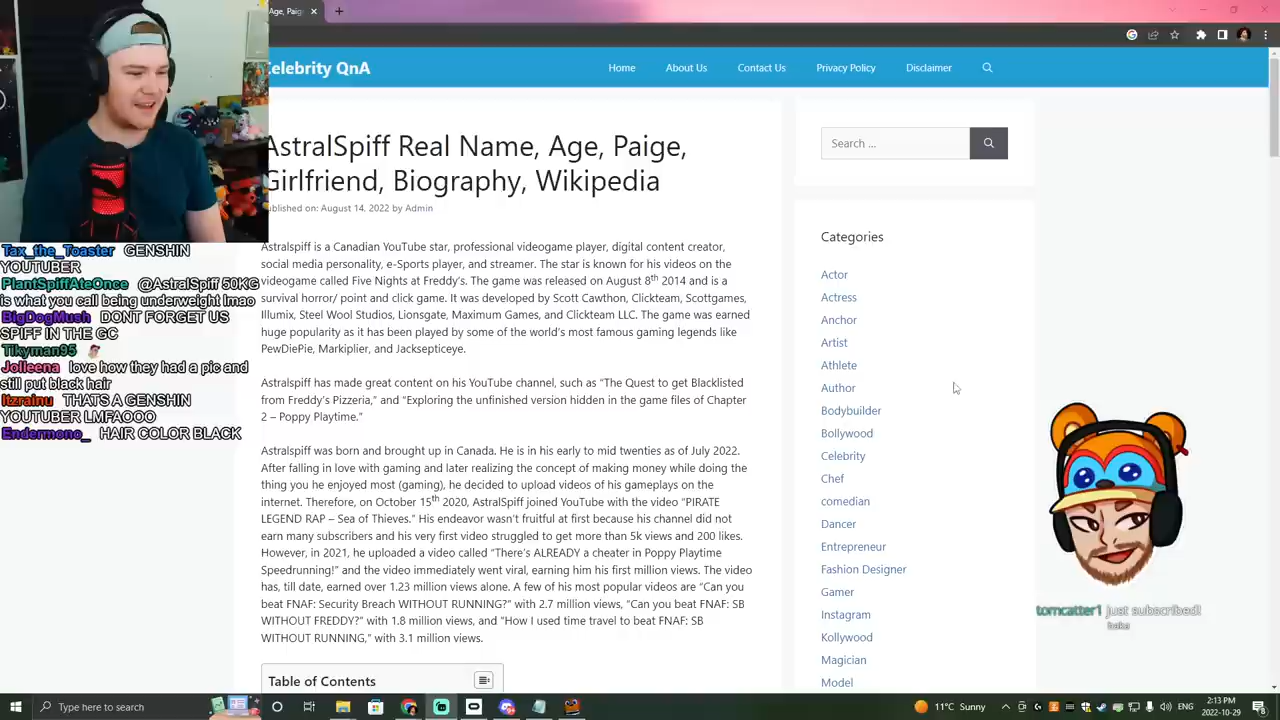 Age, Paige,
Celebrity QnA
Home
About Us
Contact Us
Privacy Policy
Disclaimer
AstralSpiff Real Name, Age, Paige,
Girlfriend, Biography, Wikipedia
Published on: August 14, 2022 by Admin
Astralspiff is a Canadian YouTube star, professional videogame player, digital content creator,
social media personality, e-Sports player, and streamer. The star is known for his videos on the
videogame called Five Nights at Freddy's. The game was released on August 8th 2014 and is a
survival horror/ point and click game. It was developed by Scott Cawthon, Clickteam, Scottgames,
Illumix, Steel Wool Studios, Lionsgate, Maximum Games, and Clickteam LLC. The game was earned
huge popularity as it has been played by some of the world's most famous gaming legends like
PewDiePie, Markiplier, and Jacksepticeye.
Astralspiff has made great content on his YouTube channel, such as "The Quest to get Blacklisted
from Freddy's Pizzeria," and "Exploring the unfinished version hidden in the game files of Chapter
2 – Poppy Playtime."
Astralspiff was born and brought up in Canada. He is in his early to mid twenties as of July 2022.
After falling in love with gaming and later realizing the concept of making money while doing the
thing you he enjoyed most (gaming), he decided to upload videos of his gameplays on the
internet. Therefore, on October 15th 2020, AstralSpiff joined YouTube with the video "PIRATE
LEGEND RAP – Sea of Thieves." His endeavor wasn't fruitful at first because his channel did not
earn many subscribers and his very first video struggled to get more than 5k views and 200 likes.
However, in 2021, he uploaded a video called "There's ALREADY a cheater in Poppy Playtime
Speedrunning!" and the video immediately went viral, earning him his first million views. The video
has, till date, earned over 1.23 million views alone. A few of his most popular videos are "Can you
beat FNAF: Security Breach WITHOUT RUNNING?" with 2.7 million views, "Can you beat FNAF: SB
WITHOUT FREDDY?" with 1.8 million views, and "How I used time travel to beat FNAF: SB
WITHOUT RUNNING," with 3.1 million views.
Table of Contents
Search ...
Categories
Actor
Actress
Anchor
Artist
Athlete
Author
Bodybuilder
Bollywood
Celebrity
Chef
comedian
Dancer
Entrepreneur
Fashion Designer
Gamer
Instagram
Kollywood
Magician
Model
Tax_the_Toaster GENSHIN
YOUTUBER
PlantSpiffAteOnce @AstralSpiff 50KG
is what you call being underweight lmao
BigDogMush DONT FORGET US
SPIFF IN THE GC
Tikyman95
Jolleena love how they had a pic and
still put black hair
Itzrainu THATS A GENSHIN
YOUTUBER LMFAOOO
Endermono_ HAIR COLOR BLACK
tomcatter1 just subscribed!
haka
Type here to search
11°C Sunny
2:13 PM
2022-10-29